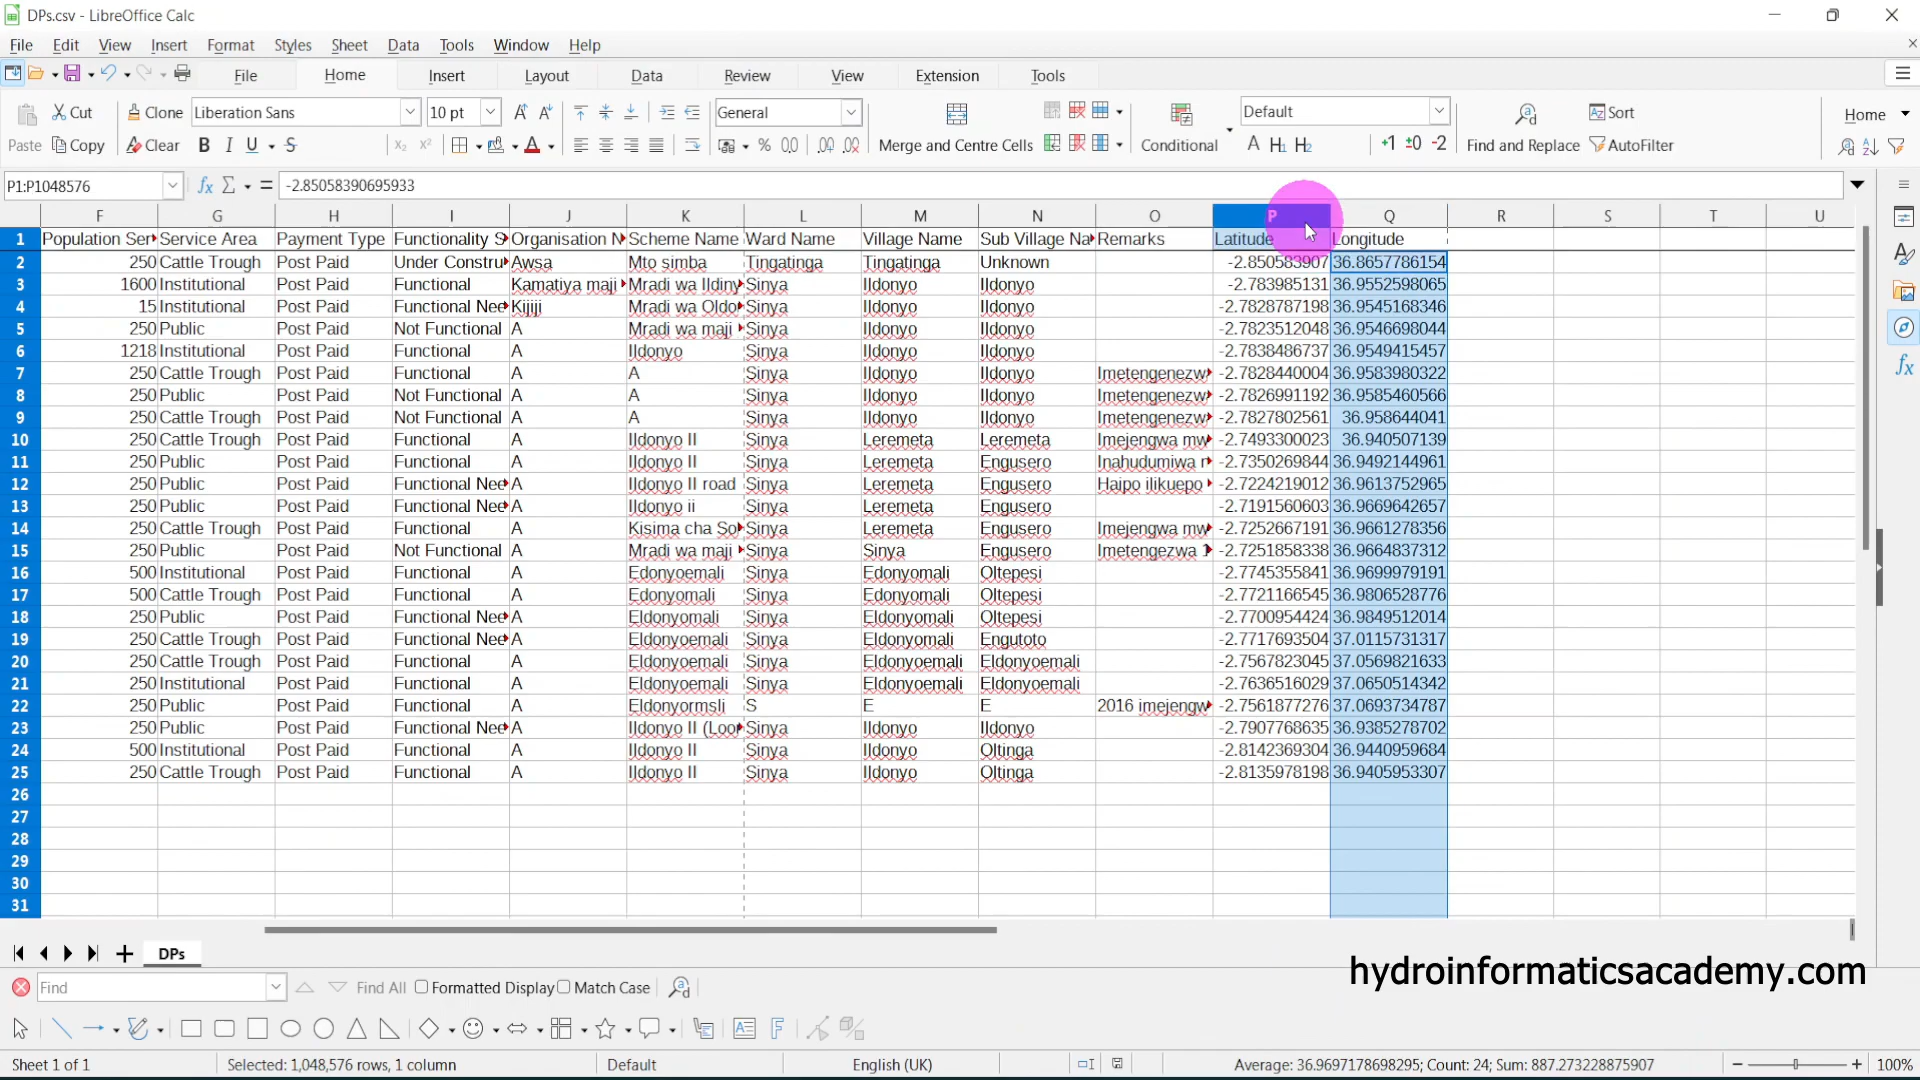 DPs.csv - LibreOffice Calc
File Edit View Insert Format Styles Sheet Data Tools Window Help
File Home Insert Layout Data Review View Extension Tools
Cut Clone Liberation Sans 10 pt General Default Sort Home
Paste Copy Clear B I U S Merge and Centre Cells Conditional Find and Replace AutoFilter
P1:P1048576 -2.85058390695933
F G H I J K L M N O P Q R S T U
1 Population Ser Service Area Payment Type Functionality S Organisation N Scheme Name Ward Name Village Name Sub Village Na Remarks Latitude Longitude
2 250 Cattle Trough Post Paid Under Constru Awsa Mto simba Tingatinga Tingatinga Unknown -2.850583907 36.8657786154
3 1600 Institutional Post Paid Functional Kamatiya maji Mradi wa Ildiny Sinya Ildonyo Ildonyo -2.783985131 36.9552598065
4 15 Institutional Post Paid Functional Nee Kijiji Mradi wa Oldo Sinya Ildonyo Ildonyo -2.7828787198 36.9545168346
5 250 Public Post Paid Not Functional A Mradi wa maji Sinya Ildonyo Ildonyo -2.7823512048 36.9546698044
6 1218 Institutional Post Paid Functional A Ildonyo Sinya Ildonyo Ildonyo -2.7838486737 36.9549415457
7 250 Cattle Trough Post Paid Functional A A Sinya Ildonyo Ildonyo Imetengenezw -2.7828440004 36.9583980322
8 250 Public Post Paid Not Functional A A Sinya Ildonyo Ildonyo Imetengenezw -2.7826991192 36.9585460566
9 250 Cattle Trough Post Paid Not Functional A A Sinya Ildonyo Ildonyo Imetengenezw -2.7827802561 36.958644041
10 250 Cattle Trough Post Paid Functional A Ildonyo II Sinya Leremeta Leremeta Imejengwa mw -2.7493300023 36.940507139
11 250 Public Post Paid Functional A Ildonyo II Sinya Leremeta Engusero Inahudumiwa -2.7350269844 36.9492144961
12 250 Public Post Paid Functional Nee A Ildonyo II road Sinya Leremeta Engusero Haipo ilikuepo -2.7224219012 36.9613752965
13 250 Public Post Paid Functional Nee A Ildonyo ii Sinya Leremeta Engusero -2.7191560603 36.9669642657
14 250 Cattle Trough Post Paid Functional A Kisima cha So Sinya Leremeta Engusero Imejengwa mw -2.7252667191 36.9661278356
15 250 Public Post Paid Not Functional A Mradi wa maji Sinya Sinya Engusero Imetengezwa 1 -2.7251858338 36.9664837312
16 500 Institutional Post Paid Functional A Edonyoemali Sinya Edonyomali Oltepesi -2.7745355841 36.9699979191
17 500 Cattle Trough Post Paid Functional A Edonyomali Sinya Edonyomali Oltepesi -2.7721166545 36.9806528776
18 250 Public Post Paid Functional Nee A Eldonyomali Sinya Eldonyomali Oltepesi -2.7700954424 36.9849512014
19 250 Cattle Trough Post Paid Functional Nee A Eldonyoemali Sinya Eldonyomali Engutoto -2.7717693504 37.0115731317
20 250 Cattle Trough Post Paid Functional A Eldonyoemali Sinya Eldonyoemali Eldonyoemali -2.7567823045 37.0569821633
21 250 Institutional Post Paid Functional A Eldonyoemali Sinya Eldonyoemali Eldonyoemali -2.7636516029 37.0650514342
22 250 Public Post Paid Functional A Eldonyormsli S E E 2016 imejengw -2.7561877276 37.0693734787
23 250 Public Post Paid Functional Nee A Ildonyo II (Loo Sinya Ildonyo Ildonyo -2.7907768635 36.9385278702
24 500 Institutional Post Paid Functional A Ildonyo II Sinya Ildonyo Oltinga -2.8142369304 36.9440959684
25 250 Cattle Trough Post Paid Functional A Ildonyo II Sinya Ildonyo Oltinga -2.8135978198 36.9405953307
26
27
28
29
30
31
DPs
hydroinformaticsacademy.com
Find Find All Formatted Display Match Case
Sheet 1 of 1 Selected: 1,048,576 rows, 1 column Default English (UK) Average: 36.9697178698295; Count: 24; Sum: 887.273228875907 100%